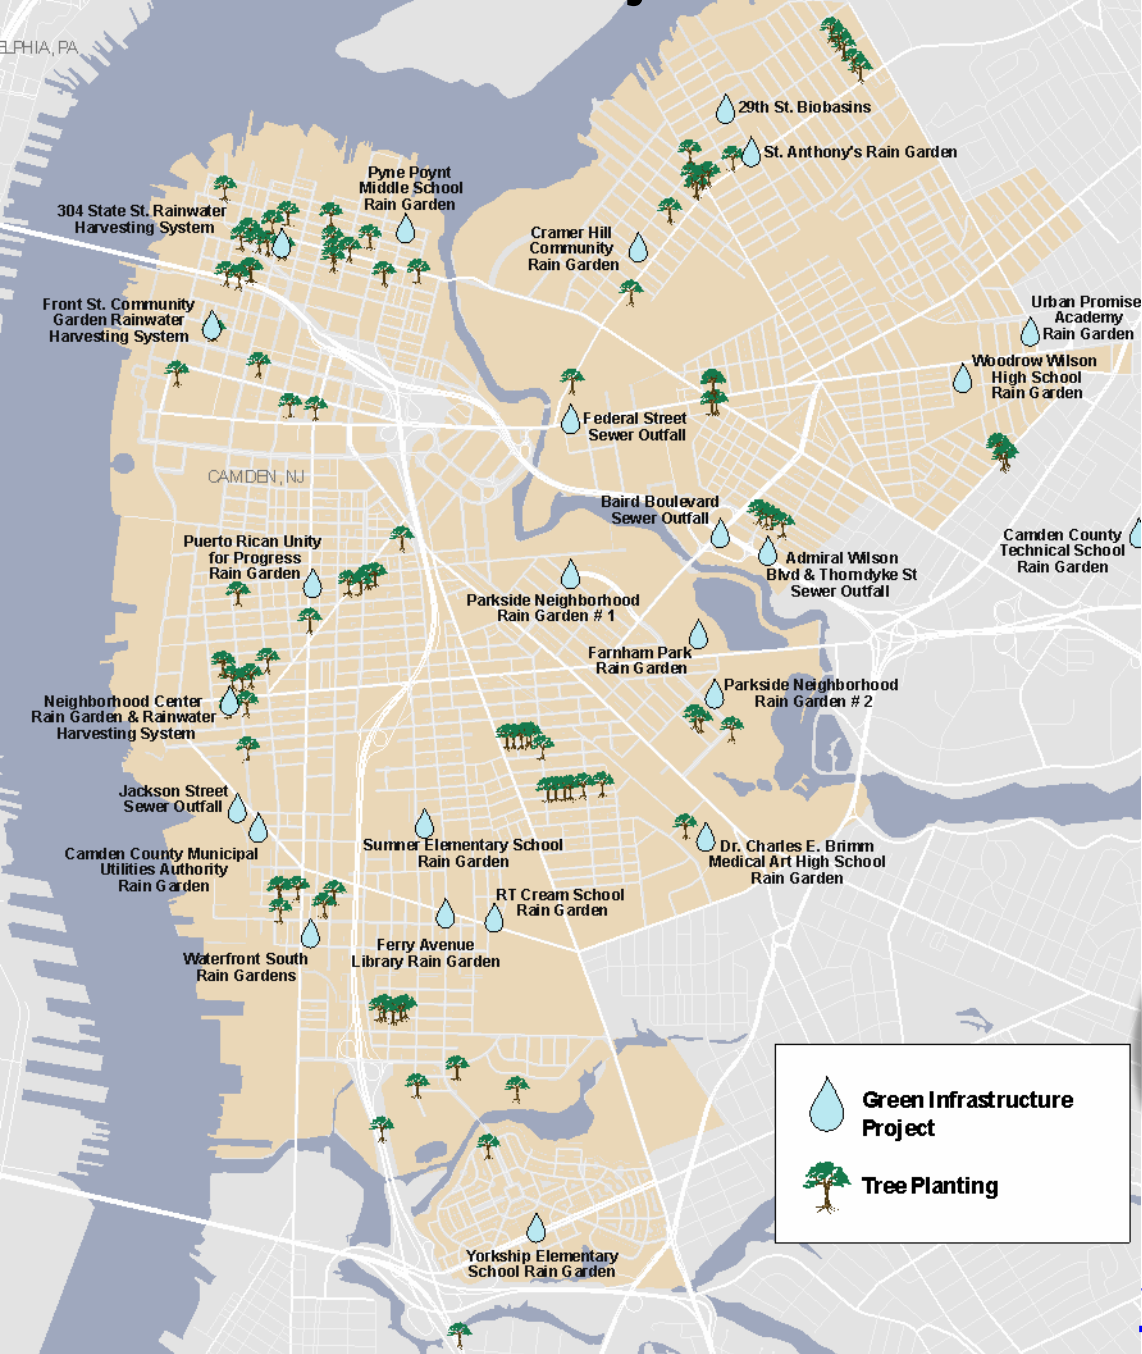 ELPHIA, PA
29th St. Biobasins
St. Anthony's Rain Garden
Pyne Poynt
Middle School
Rain Garden
304 State St. Rainwater
Harvesting System
Cramer Hill
Community
Rain Garden
Front St. Community
Garden Rainwater
Harvesting System
Urban Promise
Academy
Rain Garden
Woodrow Wilson
High School
Rain Garden
Federal Street
Sewer Outfall
CAMDEN, NJ
Baird Boulevard
Sewer Outfall
Camden County
Technical School
Rain Garden
Puerto Rican Unity
for Progress
Rain Garden
Admiral Wilson
Blvd & Thorndyke St
Sewer Outfall
Parkside Neighborhood
Rain Garden # 1
Farnham Park
Rain Garden
Parkside Neighborhood
Rain Garden # 2
Neighborhood Center
Rain Garden & Rainwater
Harvesting System
Jackson Street
Sewer Outfall
Sumner Elementary School
Rain Garden
Camden County Municipal
Utilities Authority
Rain Garden
Dr. Charles E. Brimm
Medical Art High School
Rain Garden
RT Cream School
Rain Garden
Ferry Avenue
Library Rain Garden
Waterfront South
Rain Gardens
Green Infrastructure
Project
Tree Planting
Yorkship Elementary
School Rain Garden